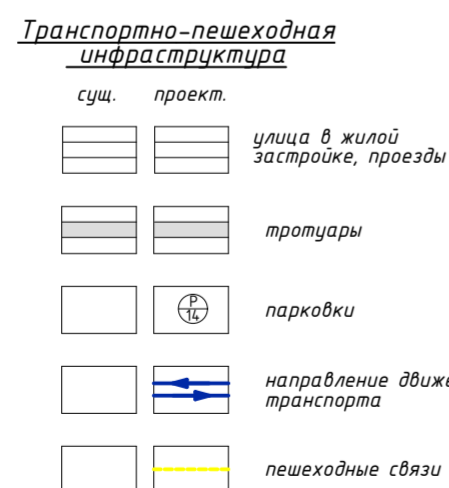 Транспортно-пешеходная
инфраструктура
сущ. проект.
улица в жилой
застройке, проезды
тротуары
P
14
парковки
направление движе
транспорта
пешеходные связи